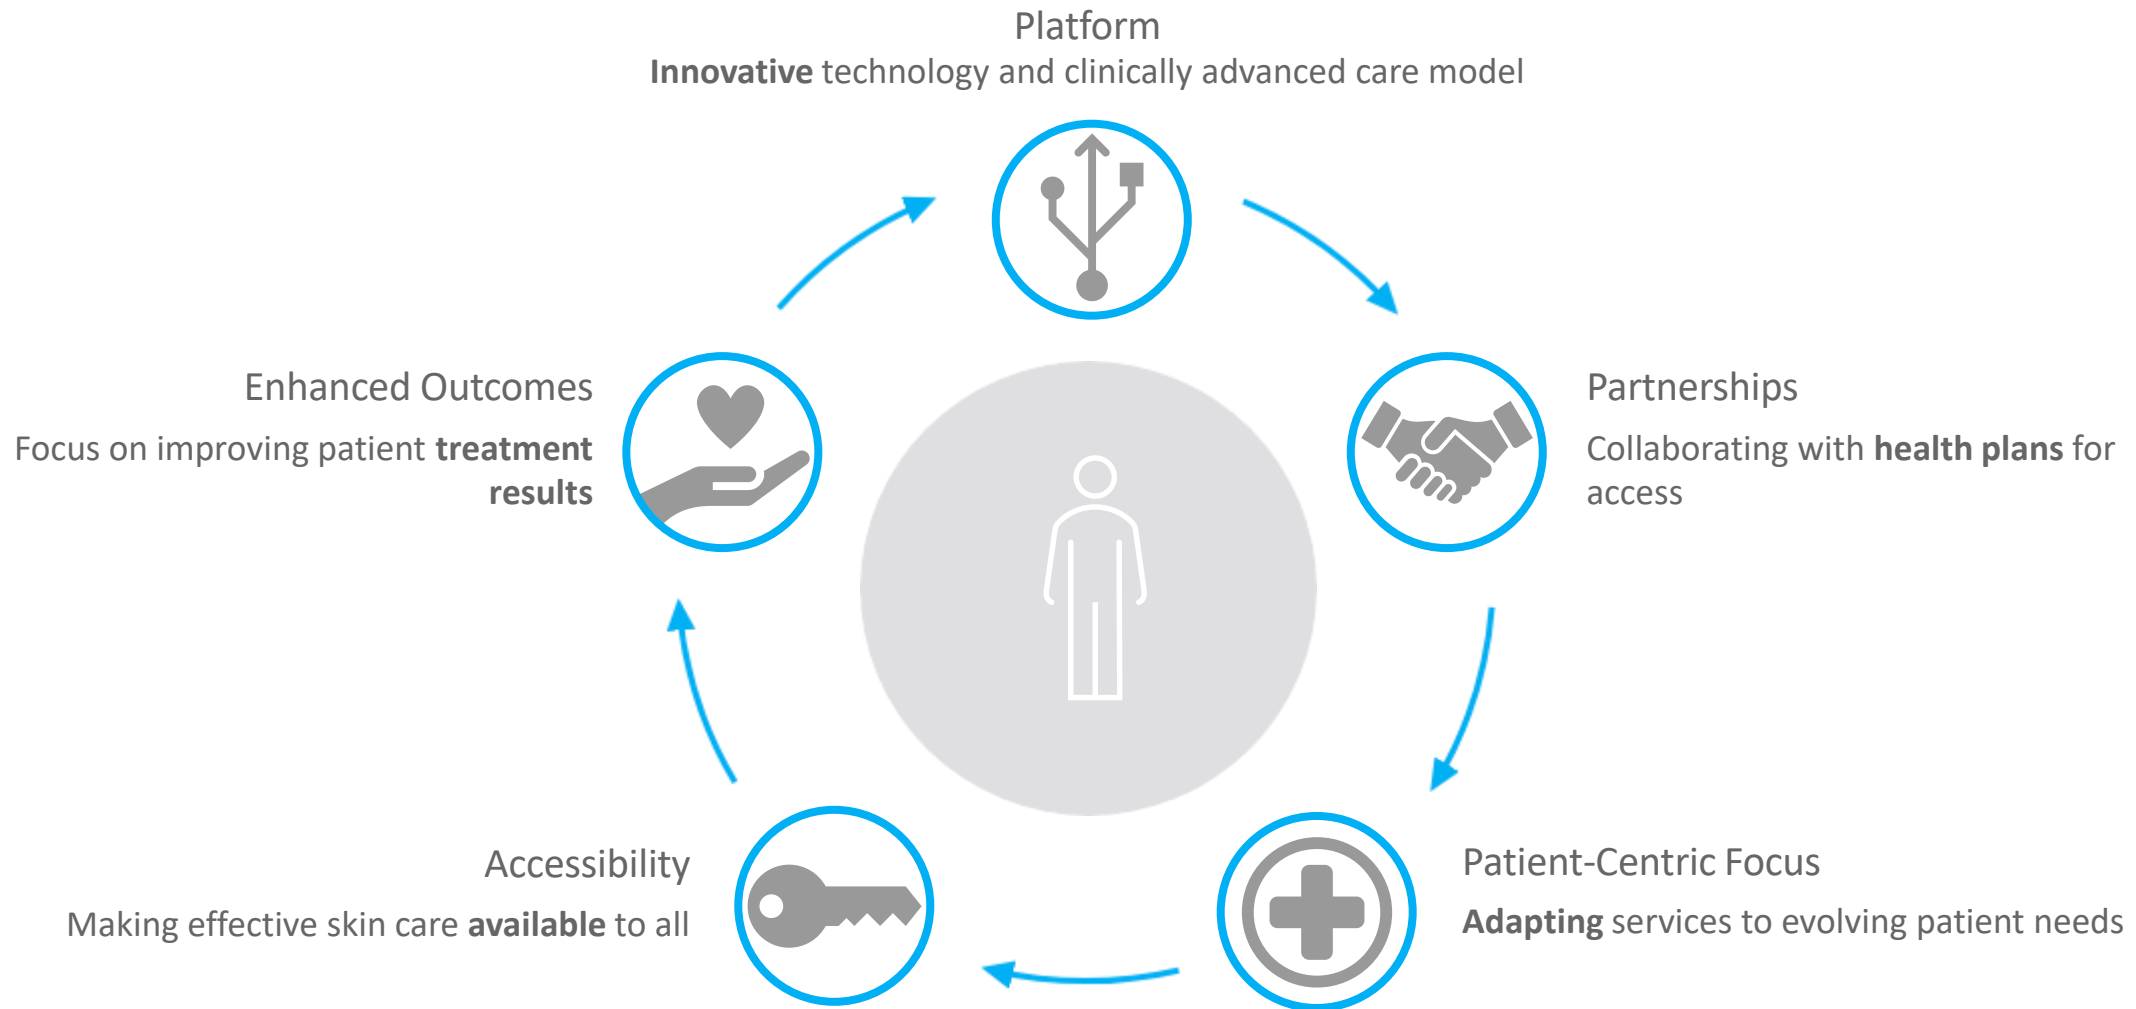 Platform
Innovative technology and clinically advanced care model
Enhanced Outcomes
Focus on improving patient treatment
results
Partnerships
Collaborating with health plans for
access
Accessibility
Making effective skin care available to all
Patient-Centric Focus
Adapting services to evolving patient needs